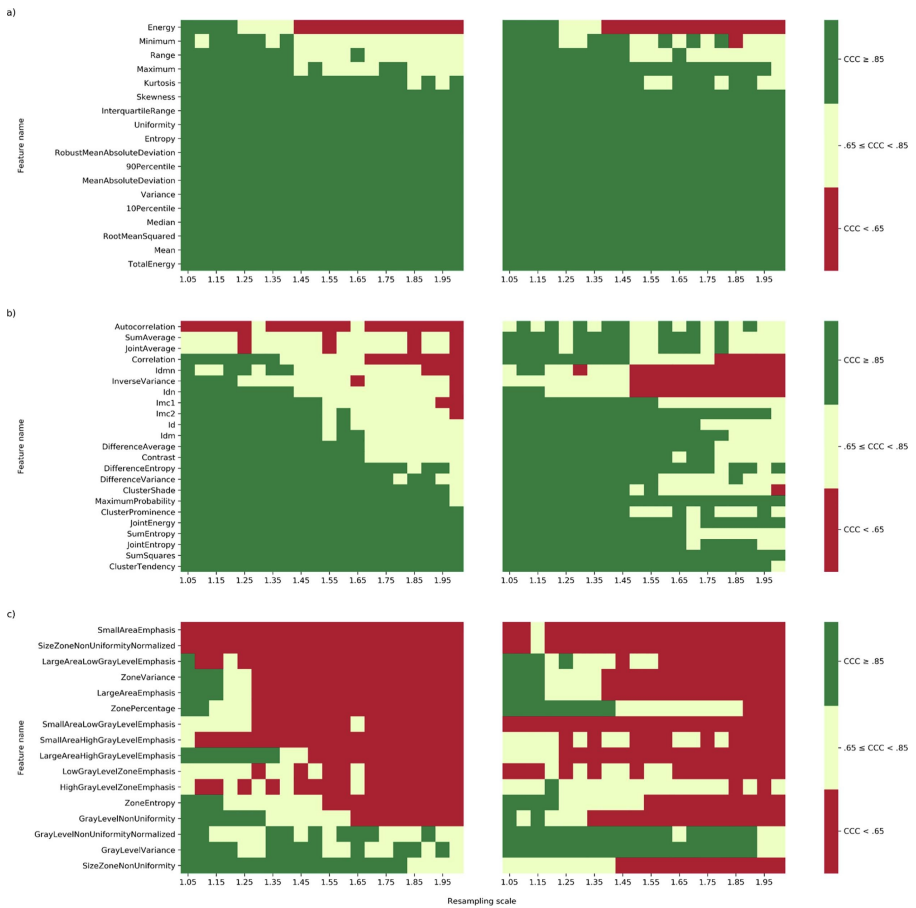 a)
Energy
Minimum
Range
Maximum
Kurtosis
Skewness
InterquartileRange
Uniformity
Entropy
RobustMeanAbsoluteDeviation
90Percentile
MeanAbsoluteDeviation
Variance
10Percentile
Median
RootMeanSquared
Mean
TotalEnergy
Feature name
1.05 1.15 1.25 1.35 1.45 1.55 1.65 1.75 1.85 1.95
1.05 1.15 1.25 1.35 1.45 1.55 1.65 1.75 1.85 1.95
CCC ≥ .85
.65 ≤ CCC < .85
CCC < .65
b)
Autocorrelation
SumAverage
JointAverage
Correlation
Idmn
InverseVariance
Idn
Imc1
Imc2
Id
Idm
DifferenceAverage
Contrast
DifferenceEntropy
DifferenceVariance
ClusterShade
MaximumProbability
ClusterProminence
JointEnergy
SumEntropy
JointEntropy
SumSquares
ClusterTendency
Feature name
1.05 1.15 1.25 1.35 1.45 1.55 1.65 1.75 1.85 1.95
1.05 1.15 1.25 1.35 1.45 1.55 1.65 1.75 1.85 1.95
CCC ≥ .85
.65 ≤ CCC < .85
CCC < .65
c)
SmallAreaEmphasis
SizeZoneNonUniformityNormalized
LargeAreaLowGrayLevelEmphasis
ZoneVariance
LargeAreaEmphasis
ZonePercentage
SmallAreaLowGrayLevelEmphasis
SmallAreaHighGrayLevelEmphasis
LargeAreaHighGrayLevelEmphasis
LowGrayLevelZoneEmphasis
HighGrayLevelZoneEmphasis
ZoneEntropy
GrayLevelNonUniformity
GrayLevelNonUniformityNormalized
GrayLevelVariance
SizeZoneNonUniformity
Feature name
1.05 1.15 1.25 1.35 1.45 1.55 1.65 1.75 1.85 1.95
1.05 1.15 1.25 1.35 1.45 1.55 1.65 1.75 1.85 1.95
CCC ≥ .85
.65 ≤ CCC < .85
CCC < .65
Resampling scale